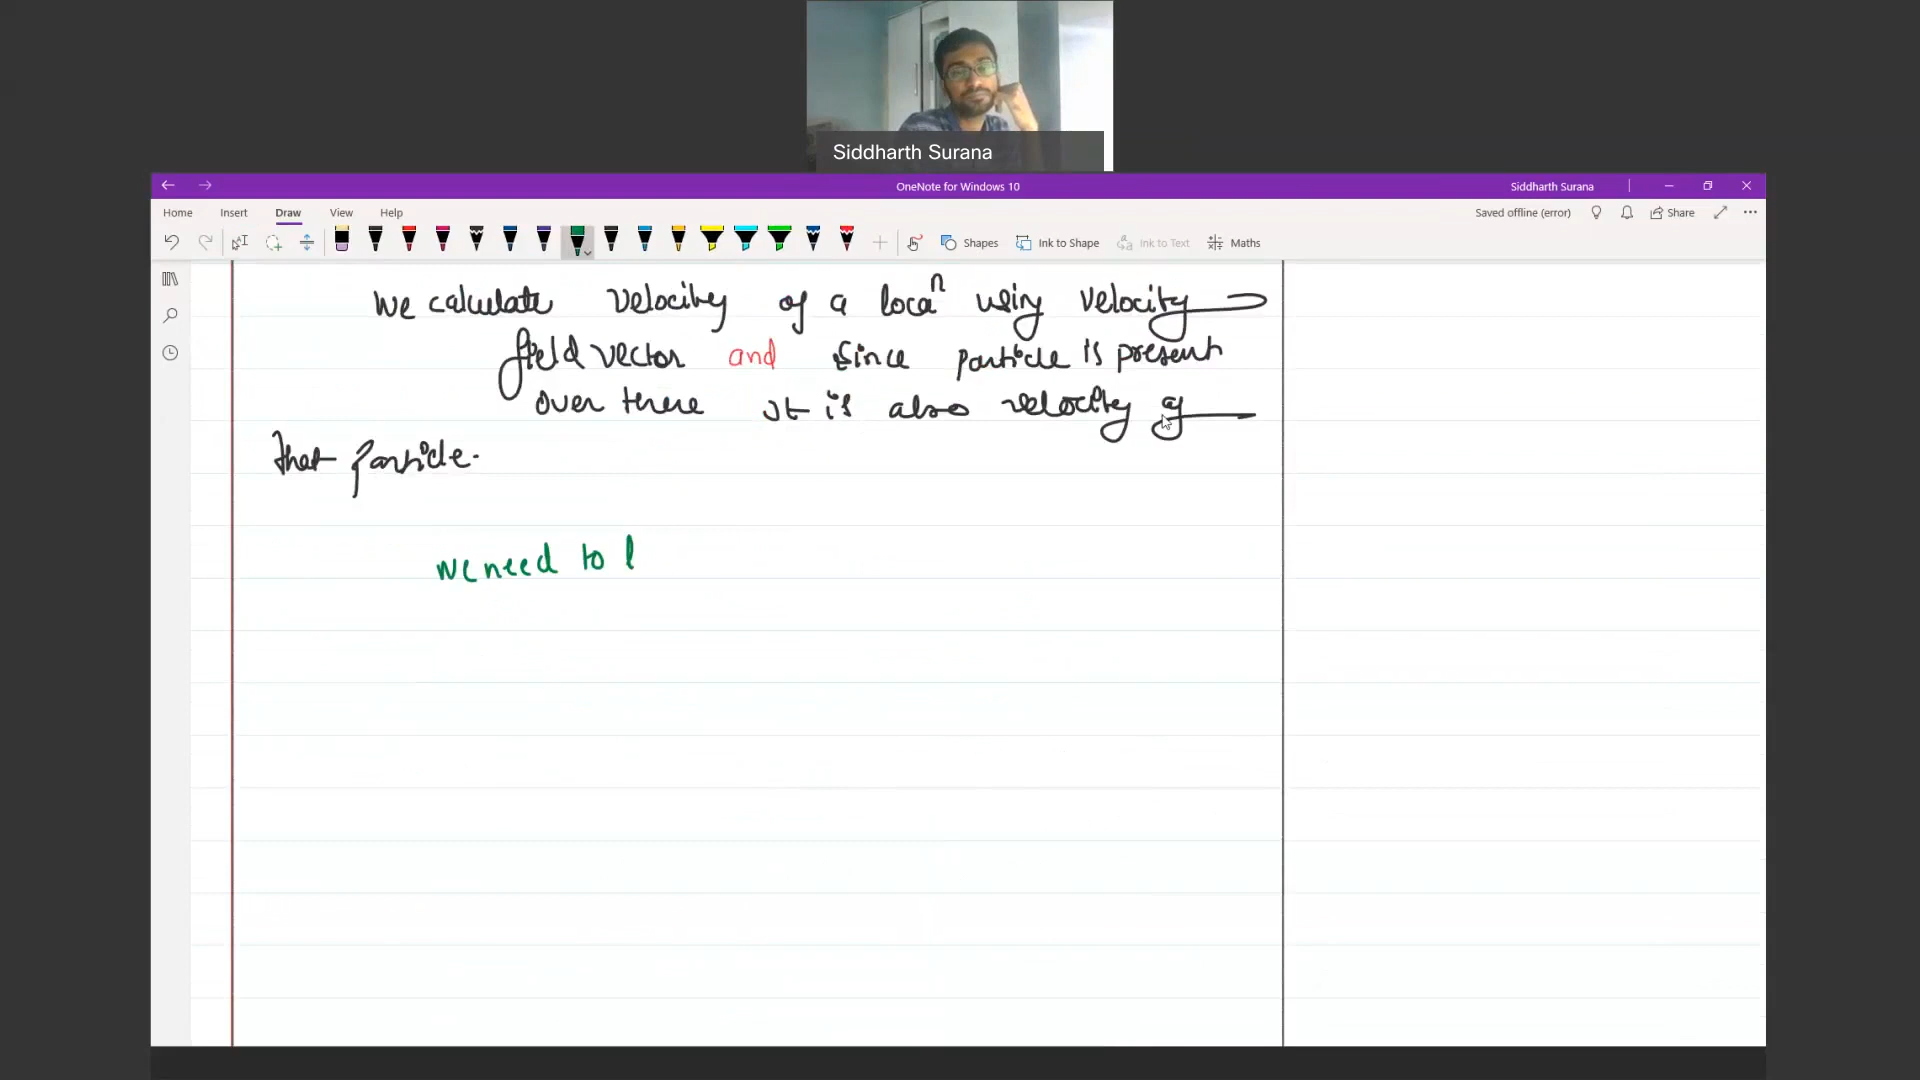 Siddharth Surana
OneNote for Windows 10
Siddharth Surana
Home Insert Draw View Help
Saved offline (error)
Share
Shapes
Ink to Shape
Ink to Text
Maths
We calculate velocity of a locaⁿ using velocity
field vector and since particle is present
over there it is also velocity of
that particle.
we need to l